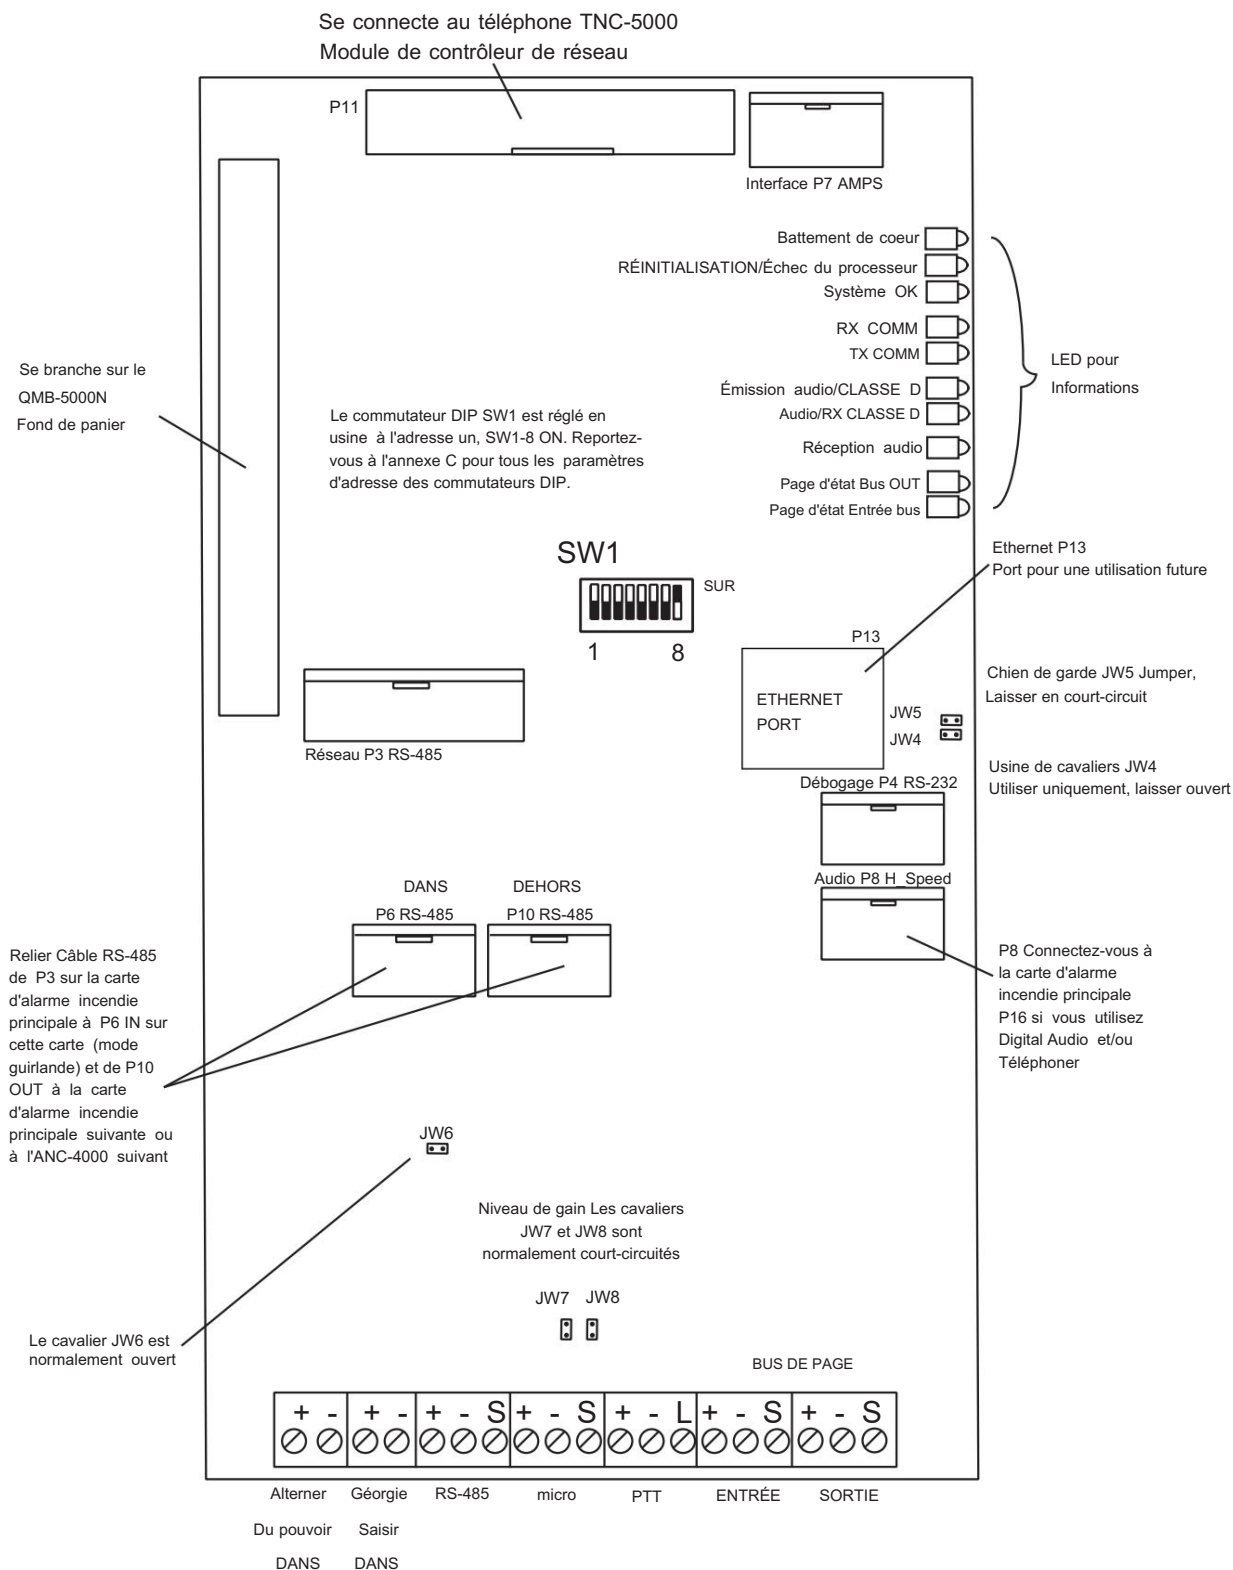 Se connecte au téléphone TNC-5000
Module de contrôleur de réseau
P11
Interface P7 AMPS
Battement de coeur
RÉINITIALISATION/Échec du processeur
Système OK
RX COMM
TX COMM
Émission audio/CLASSE D
Audio/RX CLASSE D
Réception audio
Page d'état Bus OUT
Page d'état Entrée bus
LED pour
Informations
Se branche sur le
QMB-5000N
Fond de panier
Le commutateur DIP SW1 est réglé en
usine à l'adresse un, SW1-8 ON. Reportez-
vous à l'annexe C pour tous les paramètres
d'adresse des commutateurs DIP.
SW1
SUR
1 8
Ethernet P13
Port pour une utilisation future
P13
ETHERNET
PORT
Chien de garde JW5 Jumper,
Laisser en court-circuit
JW5
JW4
Usine de cavaliers JW4
Utiliser uniquement, laisser ouvert
Réseau P3 RS-485
Débogage P4 RS-232
Audio P8 H_Speed
DANS
P6 RS-485
DEHORS
P10 RS-485
P8 Connectez-vous à
la carte d'alarme
incendie principale
P16 si vous utilisez
Digital Audio et/ou
Téléphoner
Relier Câble RS-485
de P3 sur la carte
d'alarme incendie
principale à P6 IN sur
cette carte (mode
guirlande) et de P10
OUT à la carte
d'alarme incendie
principale suivante ou
à l'ANC-4000 suivant
JW6
Niveau de gain Les cavaliers
JW7 et JW8 sont
normalement court-circuités
JW7 JW8
Le cavalier JW6 est
normalement ouvert
BUS DE PAGE
+ - + - + - S + - S + - L + - S + - S
Alterner Géorgie RS-485 micro PTT ENTRÉE SORTIE
Du pouvoir Saisir
DANS DANS